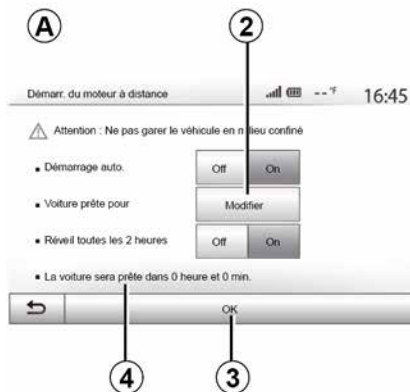 A
2
Démarr. du moteur à distance
--°F
16:45
Attention : Ne pas garer le véhicule en milieu confiné
▪ Démarrage auto.
Off
On
▪ Voiture prête pour
Modifier
▪ Réveil toutes les 2 heures
Off
On
▪ La voiture sera prête dans 0 heure et 0 min.
OK
4
3